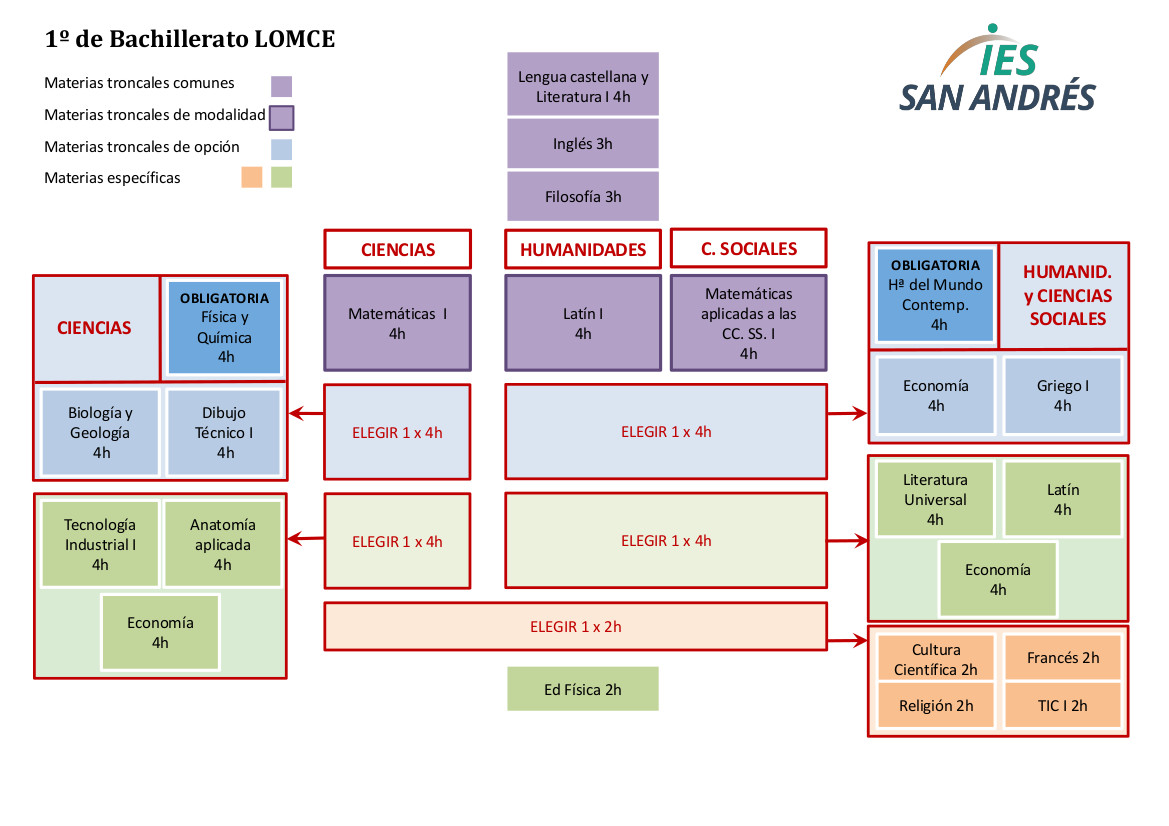 1º de Bachillerato LOMCE
Materias troncales comunes
Materias troncales de modalidad
Materias troncales de opción
Materias específicas
IES
SAN ANDRÉS
Lengua castellana y
Literatura I 4h
Inglés 3h
Filosofía 3h
CIENCIAS
HUMANIDADES
C. SOCIALES
Matemáticas I
4h
Latín I
4h
Matemáticas
aplicadas a las
CC. SS. I
4h
CIENCIAS
OBLIGATORIA
Física y
Química
4h
Biología y
Geología
4h
Dibujo
Técnico I
4h
ELEGIR 1 x 4h
ELEGIR 1 x 4h
OBLIGATORIA
Hª del Mundo
Contemp.
4h
HUMANID.
y CIENCIAS
SOCIALES
Economía
4h
Griego I
4h
Tecnología
Industrial I
4h
Anatomía
aplicada
4h
Economía
4h
ELEGIR 1 x 4h
ELEGIR 1 x 4h
Literatura
Universal
4h
Latín
4h
Economía
4h
ELEGIR 1 x 2h
Cultura
Científica 2h
Francés 2h
Religión 2h
TIC I 2h
Ed Física 2h